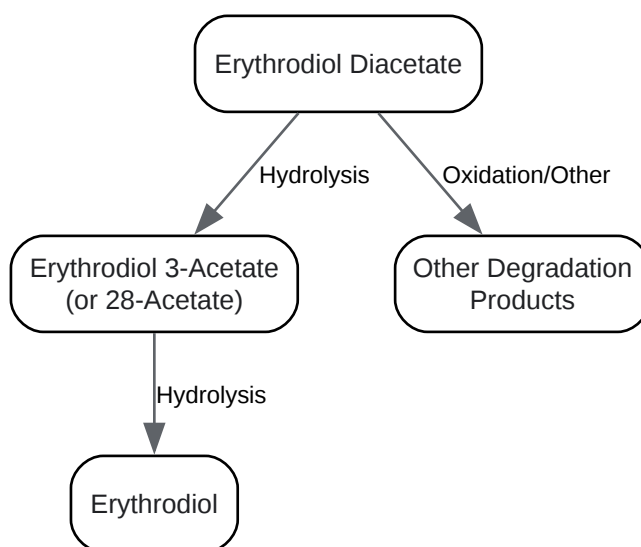 Erythrodiol Diacetate
Hydrolysis
Oxidation/Other
Erythrodiol 3-Acetate
(or 28-Acetate)
Other Degradation
Products
Hydrolysis
Erythrodiol